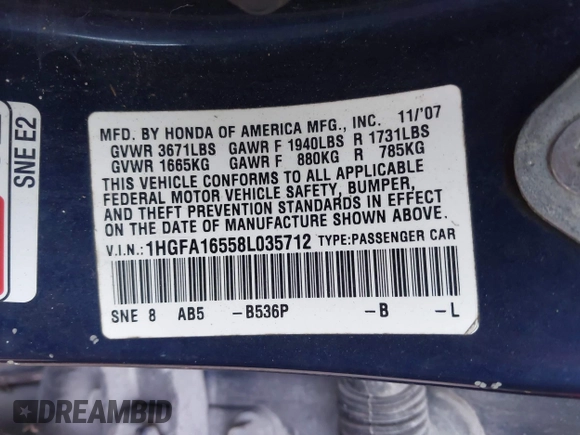 SNE E2
MFD. BY HONDA OF AMERICA MFG., INC. 11/'07
GVWR 3671LBS GAWR F 1940LBS R 1731LBS
GVWR 1665KG GAWR F 880KG R 785KG
THIS VEHICLE CONFORMS TO ALL APPLICABLE
FEDERAL MOTOR VEHICLE SAFETY, BUMPER,
AND THEFT PREVENTION STANDARDS IN EFFECT
ON THE DATE OF MANUFACTURE SHOWN ABOVE.
V.I.N.: 1HGFA16558L035712 TYPE:PASSENGER CAR
SNE 8 AB5 -B536P -B -L
DREAMBID